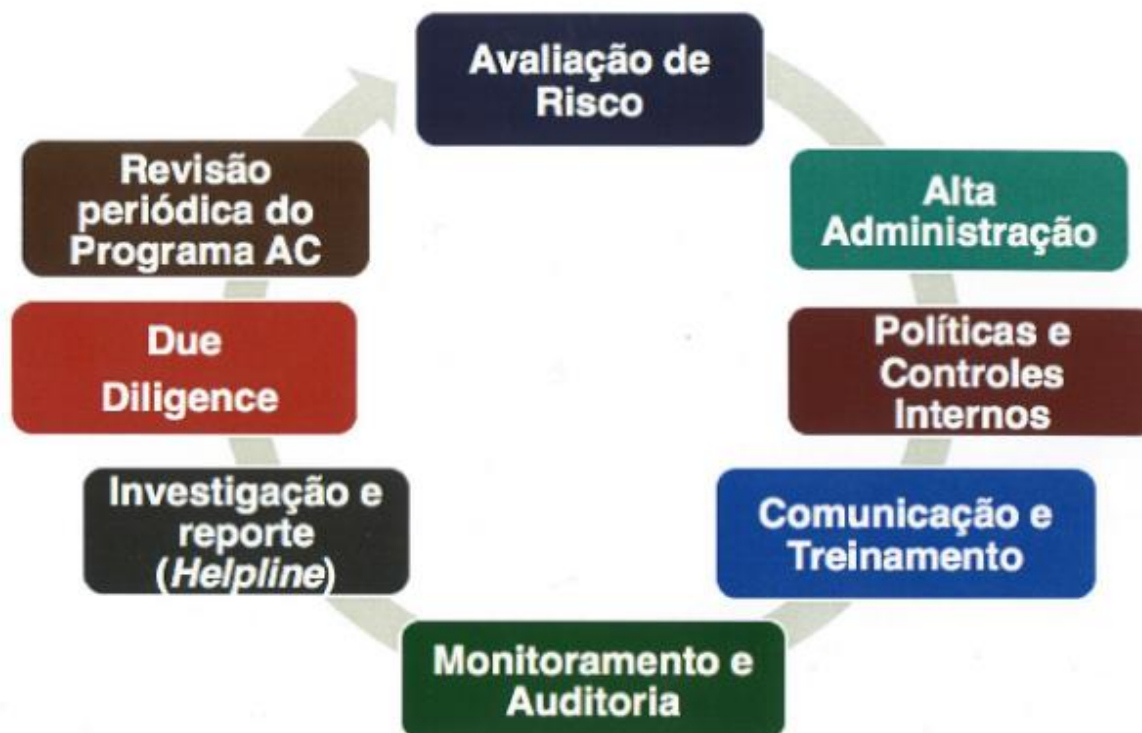 Avaliação de
Risco
Alta
Administração
Políticas e
Controles
Internos
Comunicação e
Treinamento
Monitoramento e
Auditoria
Investigação e
reporte
(Helpline)
Due
Diligence
Revisão
periódica do
Programa AC